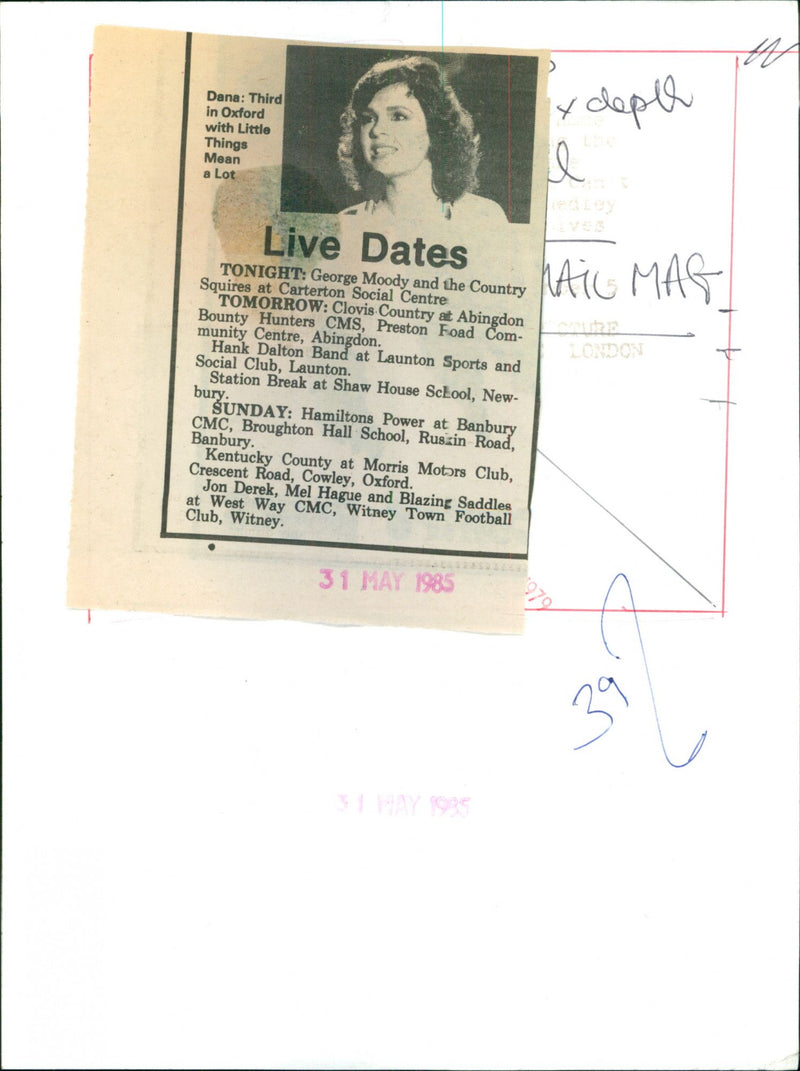 & depth
Dana: Third
in Oxford
with Little
Things
Mean
a Lot
Live Dates
TONIGHT: George Moody and the Country
Squires at Carterton Social Centre
TOMORROW: Clovis Country at Abingdon
Bounty Hunters CMS, Preston Road Com-
munity Centre, Abingdon.
Hank Dalton Band at Launton Sports and
Social Club, Launton.
Station Break at Shaw House School, New-
bury.
SUNDAY: Hamiltons Power at Banbury
CMC, Broughton Hall School, Ruskin Road,
Banbury.
Kentucky County at Morris Motors Club,
Crescent Road, Cowley, Oxford.
Jon Derek, Mel Hague and Blazing Saddles
at West Way CMC, Witney Town Football
Club, Witney.
31 MAY 1985
the
MAIL MAG
5
LONDON
979
39
31 MAY 1985